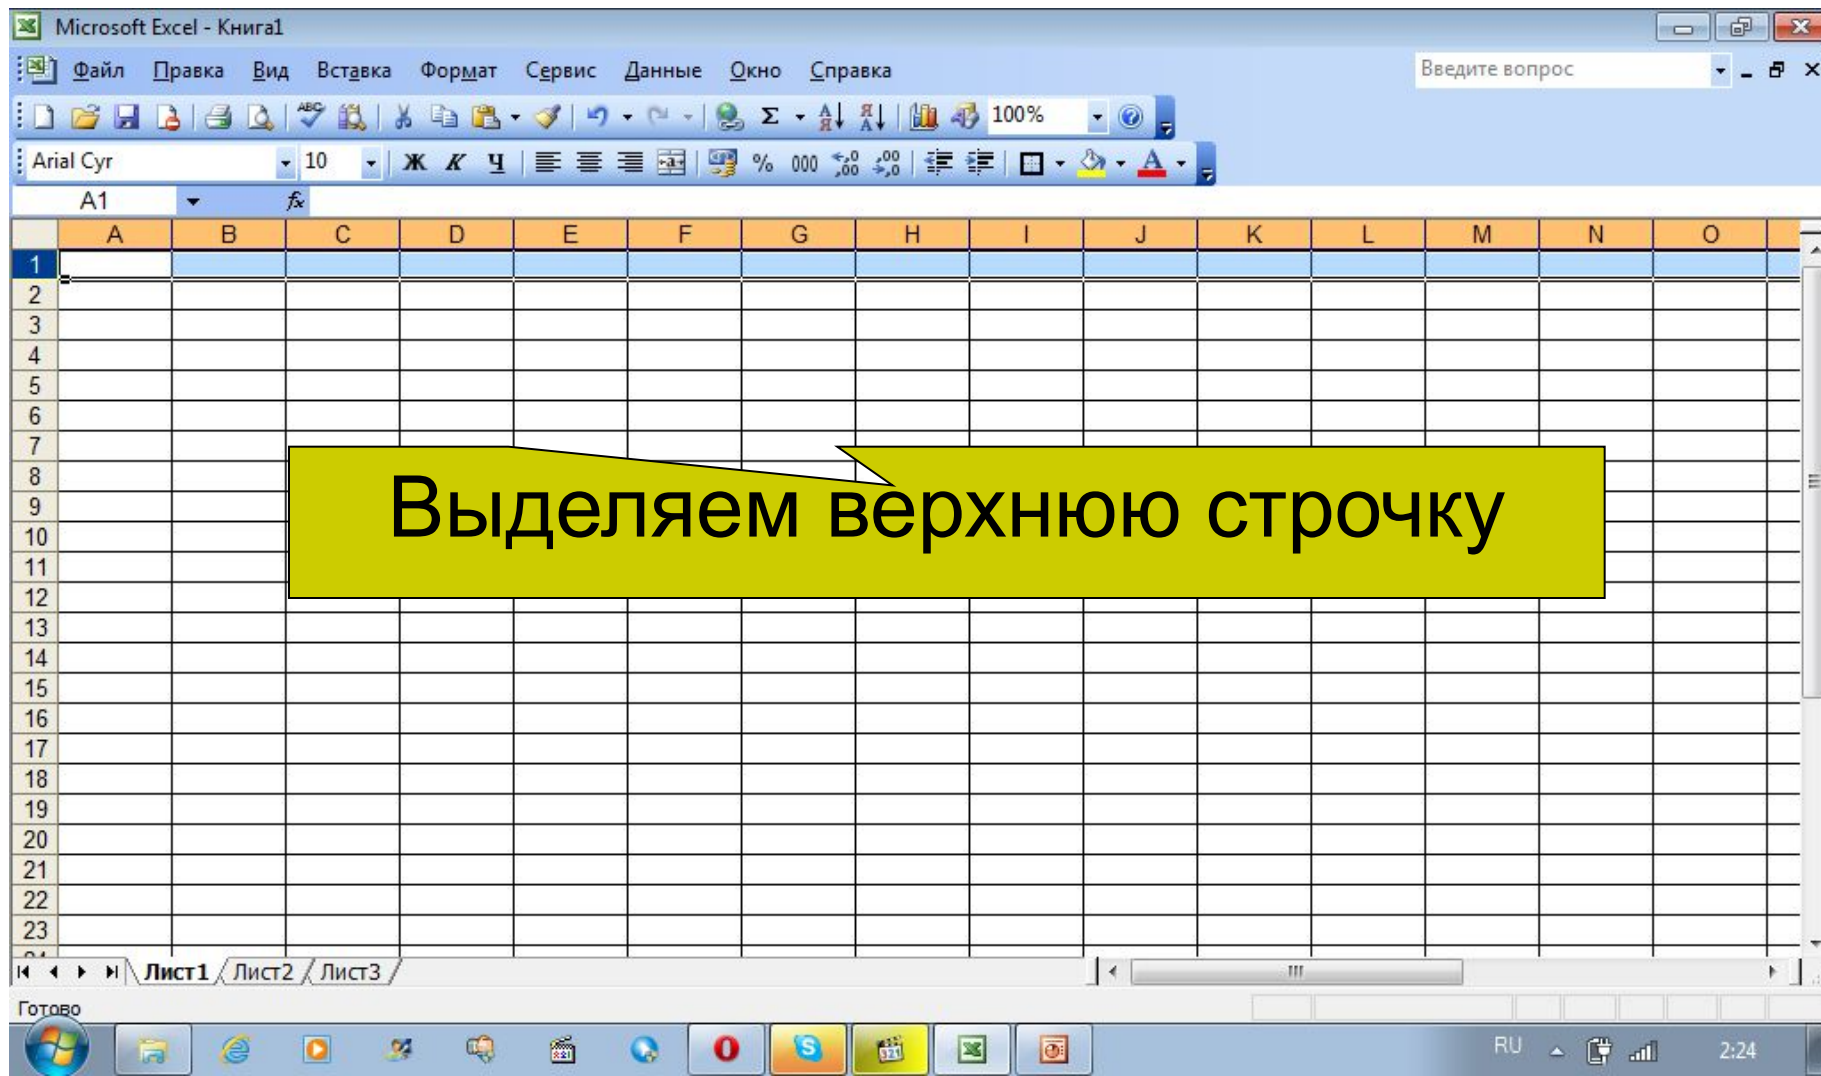 Microsoft Excel - Книга1
Файл Правка Вид Вставка Формат Сервис Данные Окно Справка Введите вопрос
100%
Arial Cyr 10 Ж К Ч % 000
A1 fx
A B C D E F G H I J K L M N O
1
2
3
4
5
6
7
8
9
10
11
12
13
14
15
16
17
18
19
20
21
22
23
Выделяем верхнюю строчку
Лист1 Лист2 Лист3
Готово
RU 2:24